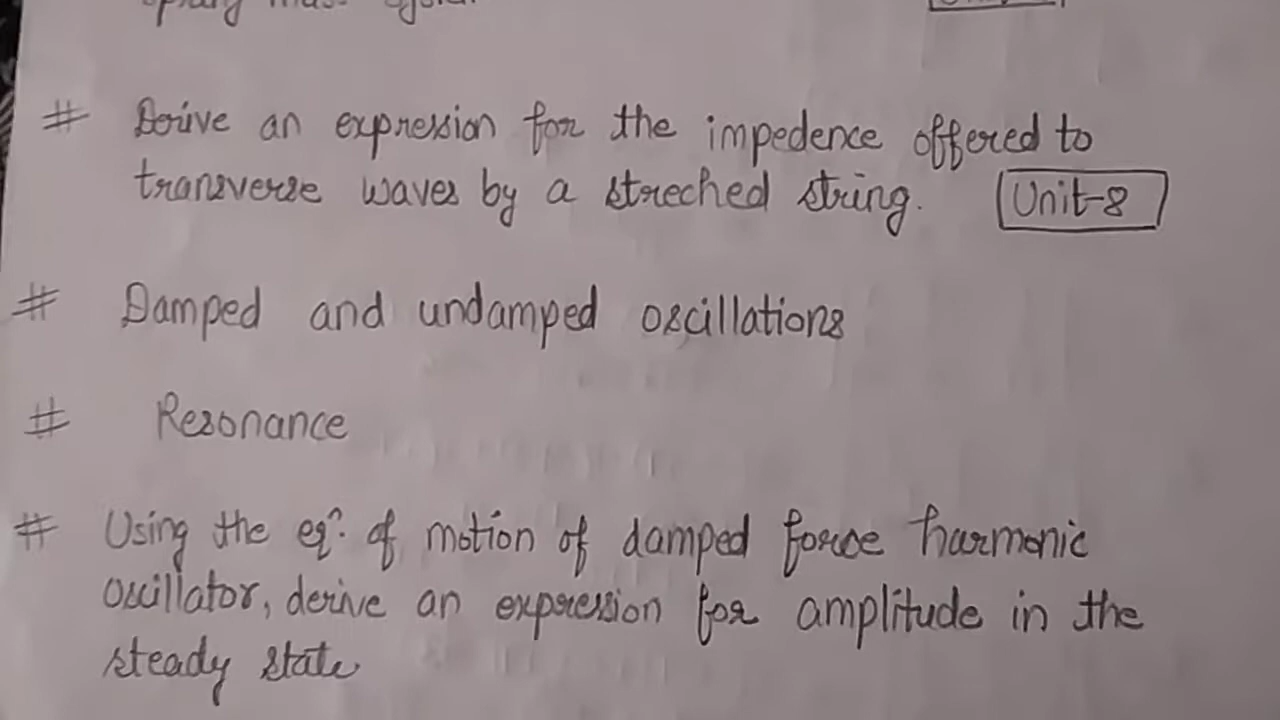 # Derive an expression for the impedence offered to
transverse waves by a streched string. Unit-8
# Damped and undamped oscillations
# Resonance
# Using the eqn. of motion of damped force harmonic
oscillator, derive an expression for amplitude in the
steady state